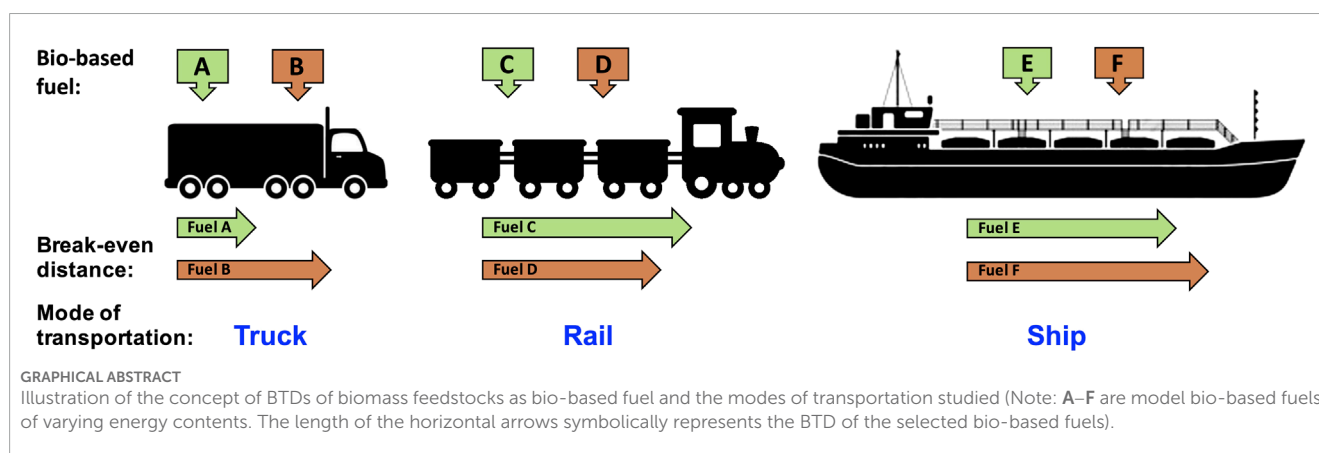 Bio-based
fuel:
A
B
C
D
E
F
Fuel A
Fuel B
Fuel C
Fuel D
Fuel E
Fuel F
Break-even
distance:
Mode of
transportation:
Truck
Rail
Ship
GRAPHICAL ABSTRACT
Illustration of the concept of BTDs of biomass feedstocks as bio-based fuel and the modes of transportation studied (Note: A–F are model bio-based fuels
of varying energy contents. The length of the horizontal arrows symbolically represents the BTD of the selected bio-based fuels).